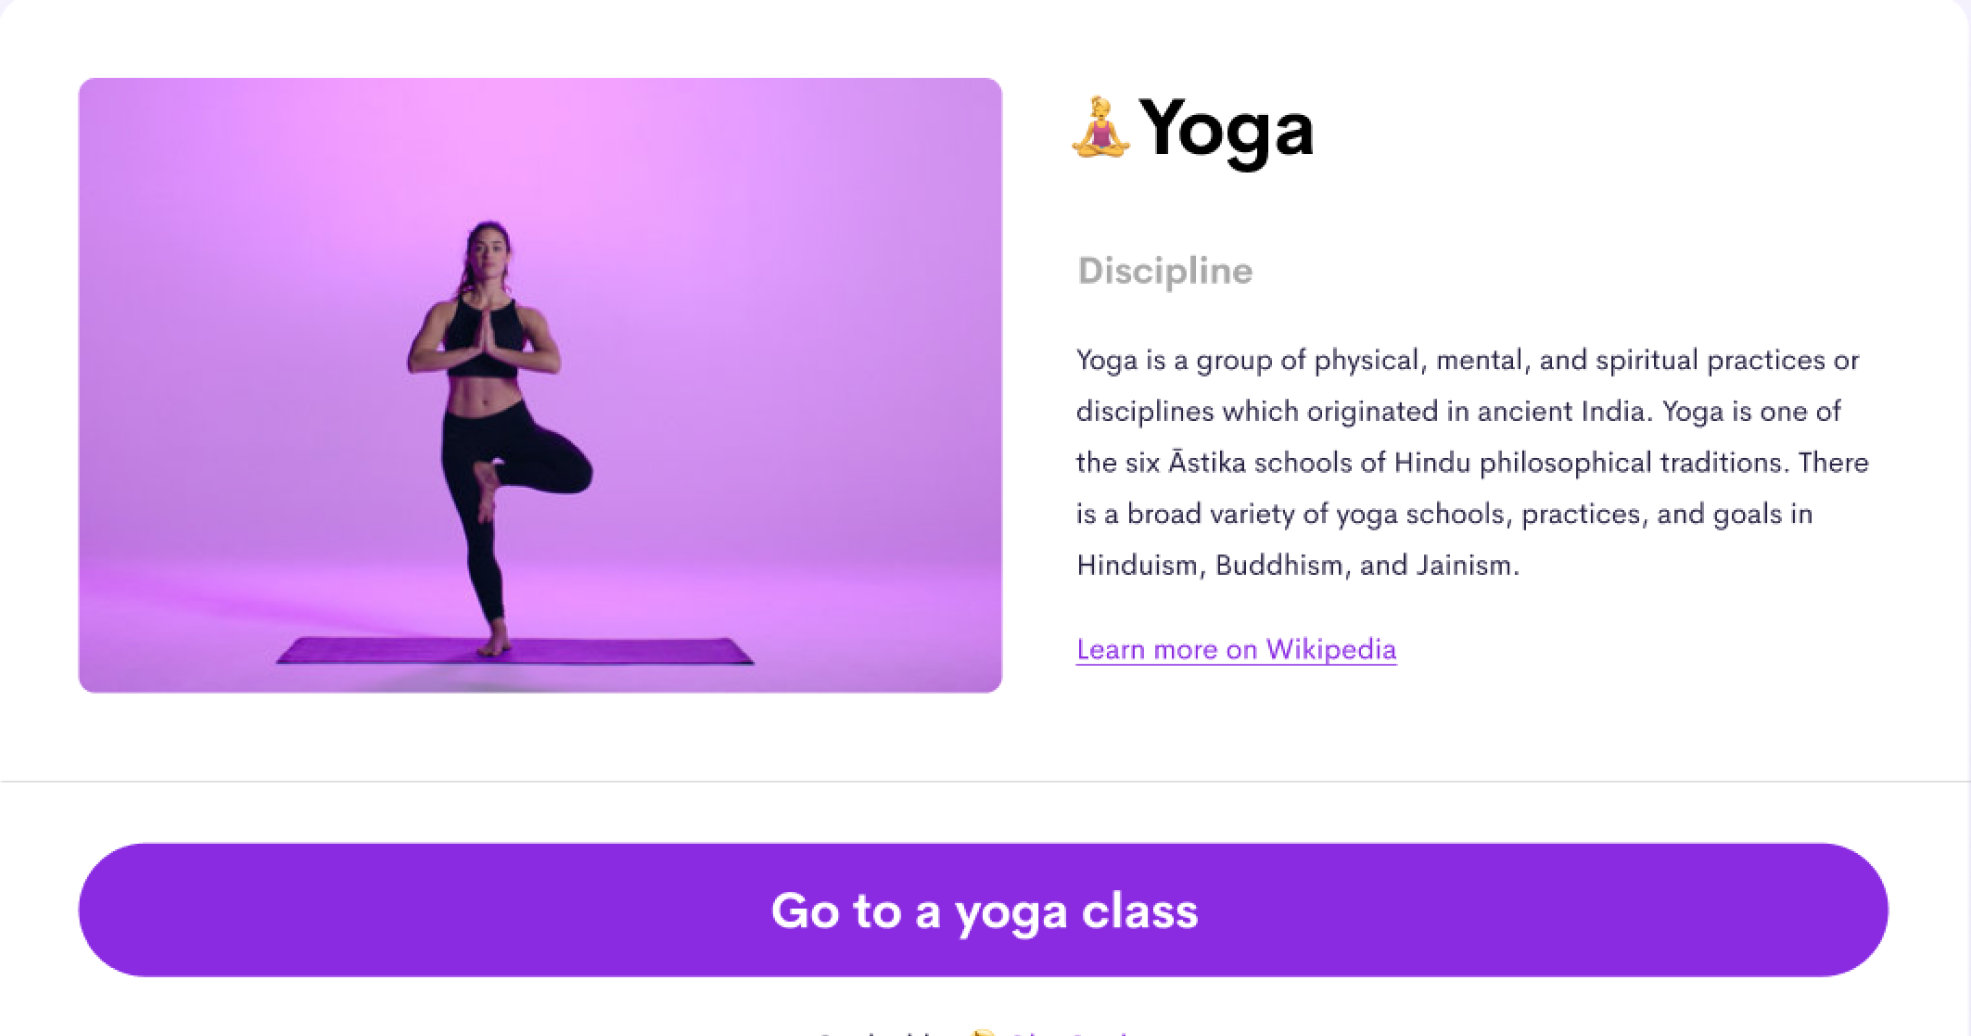 Yoga
Discipline
Yoga is a group of physical, mental, and spiritual practices or
disciplines which originated in ancient India. Yoga is one of
the six Āstika schools of Hindu philosophical traditions. There
is a broad variety of yoga schools, practices, and goals in
Hinduism, Buddhism, and Jainism.
Learn more on Wikipedia
Go to a yoga class